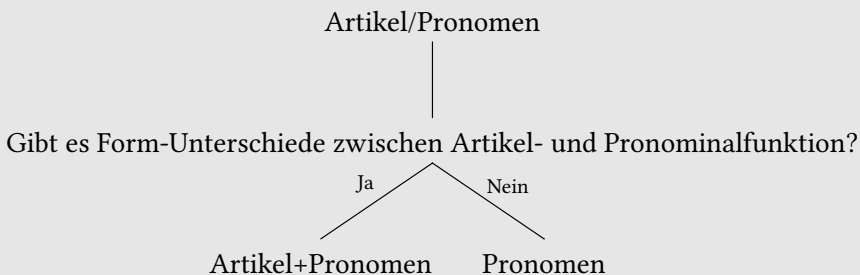 Artikel/Pronomen
Gibt es Form-Unterschiede zwischen Artikel- und Pronominalfunktion?
Ja Nein
Artikel+Pronomen Pronomen